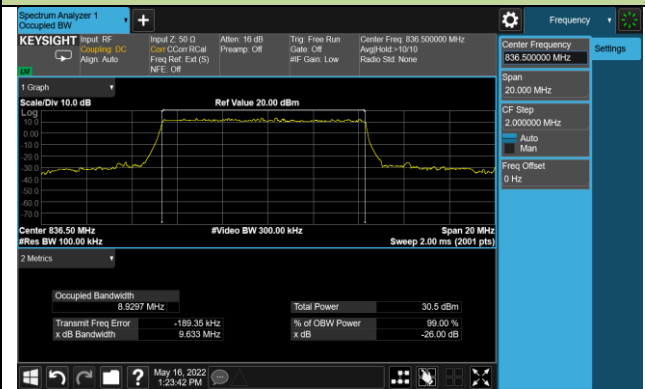 Spectrum Analyzer 1
Occupied BW
Frequency
KEYSIGHT
Input: RF
Coupling: DC
Align: Auto
Input Z: 50 Ω
Corr CCorr RCal
Freq Ref: Ext (S)
NFE: Off
Atten: 16 dB
Preamp: Off
Trig: Free Run
Gate: Off
#IF Gain: Low
Center Freq: 836.500000 MHz
Avg|Hold:>10/10
Radio Std: None
Center Frequency
836.500000 MHz
Settings
Span
20.000 MHz
CF Step
2.000000 MHz
Auto
Man
Freq Offset
0 Hz
1 Graph
Scale/Div 10.0 dB
Ref Value 20.00 dBm
Log
10.0
0.00
-10.0
-20.0
-30.0
-40.0
-50.0
-60.0
-70.0
Center 836.50 MHz
#Video BW 300.00 kHz
Span 20 MHz
#Res BW 100.00 kHz
Sweep 2.00 ms (2001 pts)
2 Metrics
Occupied Bandwidth
8.9297 MHz
Total Power 30.5 dBm
Transmit Freq Error -189.35 kHz
% of OBW Power 99.00 %
x dB Bandwidth 9.633 MHz
x dB -26.00 dB
May 16, 2022
1:23:42 PM